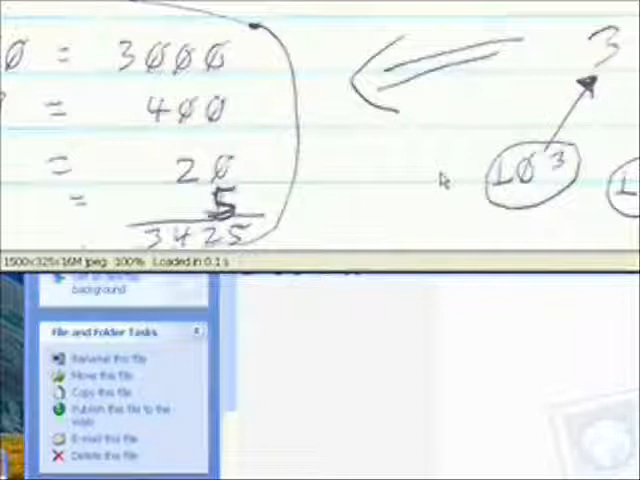 0 = 3000
3
= 400
= 20
10³
= 5
3425
1500x325x16M jpeg 100% Loaded in 0.1 s
background
File and Folder Tasks
Rename this file
Move this file
Copy this file
Publish this file to the
Web
E-mail this file
Delete this file